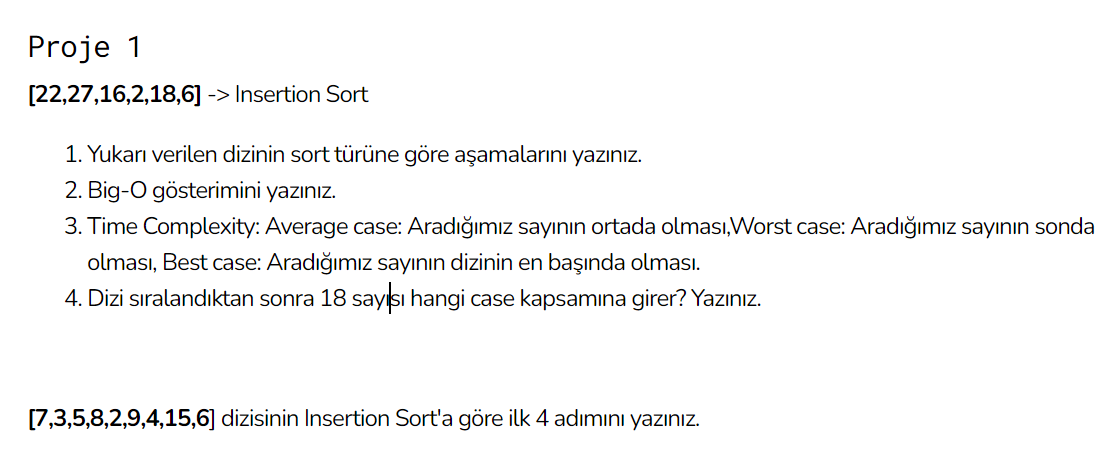 Proje 1
[22,27,16,2,18,6] -> Insertion Sort
1. Yukarı verilen dizinin sort türüne göre aşamalarını yazınız.
2. Big-O gösterimini yazınız.
3. Time Complexity: Average case: Aradığımız sayının ortada olması,Worst case: Aradığımız sayının sonda
olması, Best case: Aradığımız sayının dizinin en başında olması.
4. Dizi sıralandıktan sonra 18 sayısı hangi case kapsamına girer? Yazınız.
[7,3,5,8,2,9,4,15,6] dizisinin Insertion Sort'a göre ilk 4 adımını yazınız.